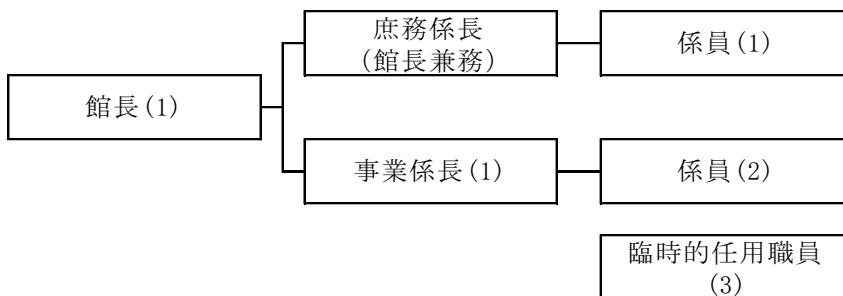 館長(1)
庶務係長
(館長兼務)
係員(1)
事業係長(1)
係員(2)
臨時的任用職員
(3)